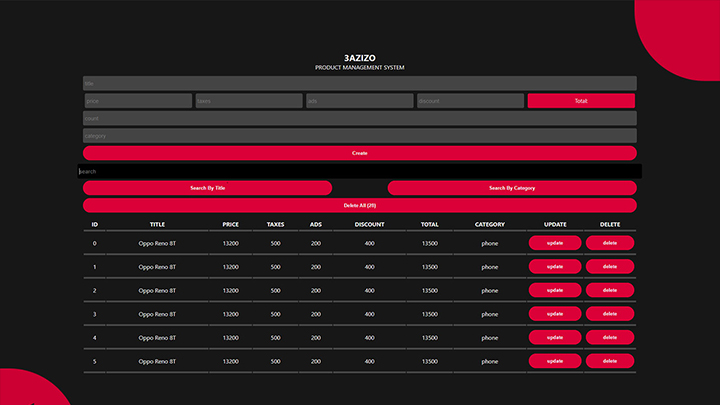 3AZIZO
PRODUCT MANAGEMENT SYSTEM
title
price taxes ads discount Total:
count
category
Create
search
Search By Title Search By Category
Delete All (20)
ID TITLE PRICE TAXES ADS DISCOUNT TOTAL CATEGORY UPDATE DELETE
0 Oppo Reno 8T 13200 500 200 400 13500 phone update delete
1 Oppo Reno 8T 13200 500 200 400 13500 phone update delete
2 Oppo Reno 8T 13200 500 200 400 13500 phone update delete
3 Oppo Reno 8T 13200 500 200 400 13500 phone update delete
4 Oppo Reno 8T 13200 500 200 400 13500 phone update delete
5 Oppo Reno 8T 13200 500 200 400 13500 phone update delete